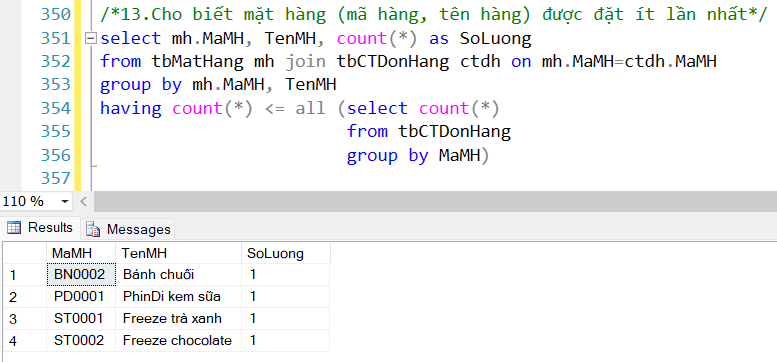 350 /*13.Cho biết mặt hàng (mã hàng, tên hàng) được đặt ít lần nhất*/
351 select mh.MaMH, TenMH, count(*) as SoLuong
352 from tbMatHang mh join tbCTDonHang ctdh on mh.MaMH=ctdh.MaMH
353 group by mh.MaMH, TenMH
354 having count(*) <= all (select count(*)
355 from tbCTDonHang
356 group by MaMH)
357
110 %
Results Messages
MaMH TenMH SoLuong
1 BN0002 Bánh chuối 1
2 PD0001 PhinDi kem sữa 1
3 ST0001 Freeze trà xanh 1
4 ST0002 Freeze chocolate 1